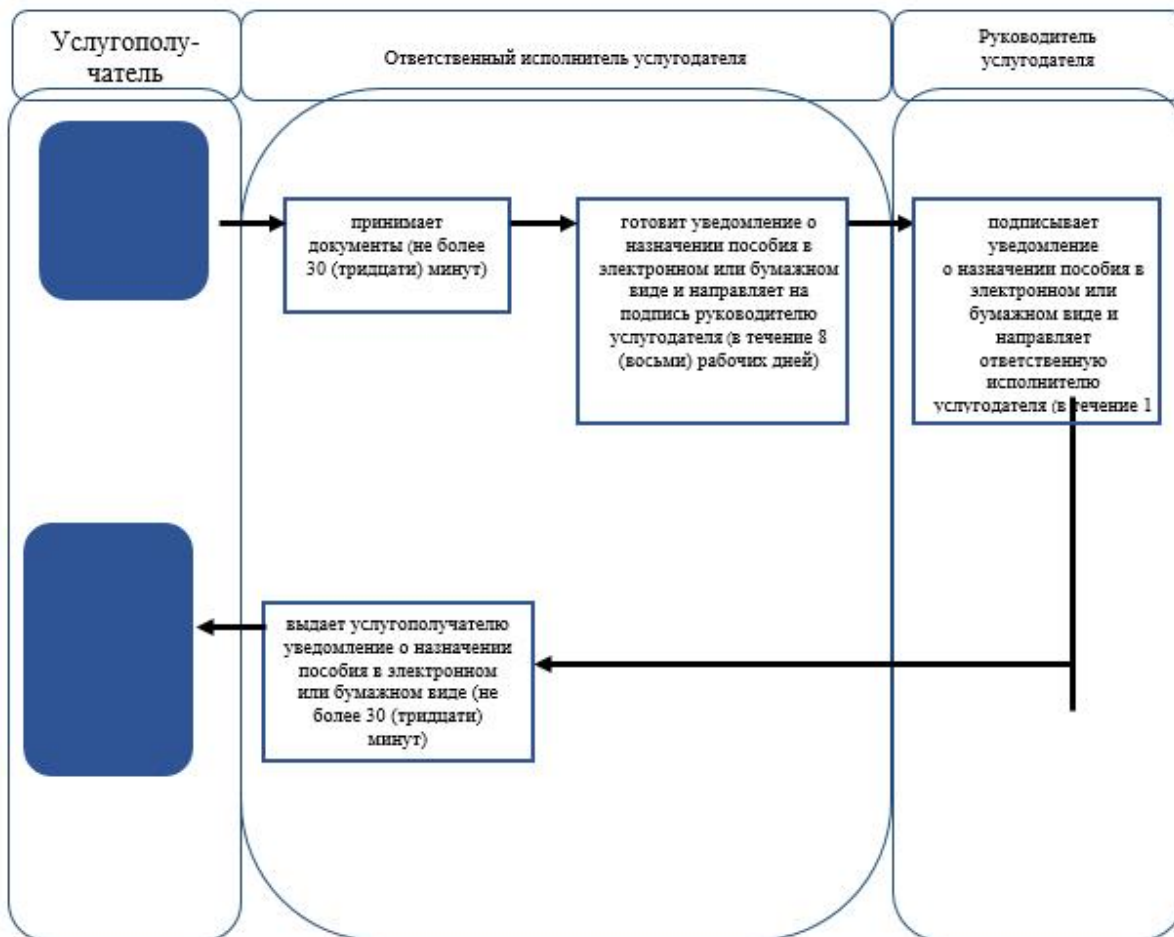 Услугополу-
чатель
Ответственный исполнитель услугодателя
Руководитель
услугодателя
принимает
документы (не более
30 (тридцати) минут)
готовит уведомление о
назначении пособия в
электронном или бумажном
виде и направляет на
подпись руководителю
услугодателя (в течение 8
(восьми) рабочих дней)
подписывает
уведомление
о назначении пособия в
электронном или
бумажном виде и
направляет
ответственную
исполнителю
услугодателя (в течение 1
выдает услугополучателю
уведомление о назначении
пособия в электронном
или бумажном виде (не
более 30 (тридцати)
минут)